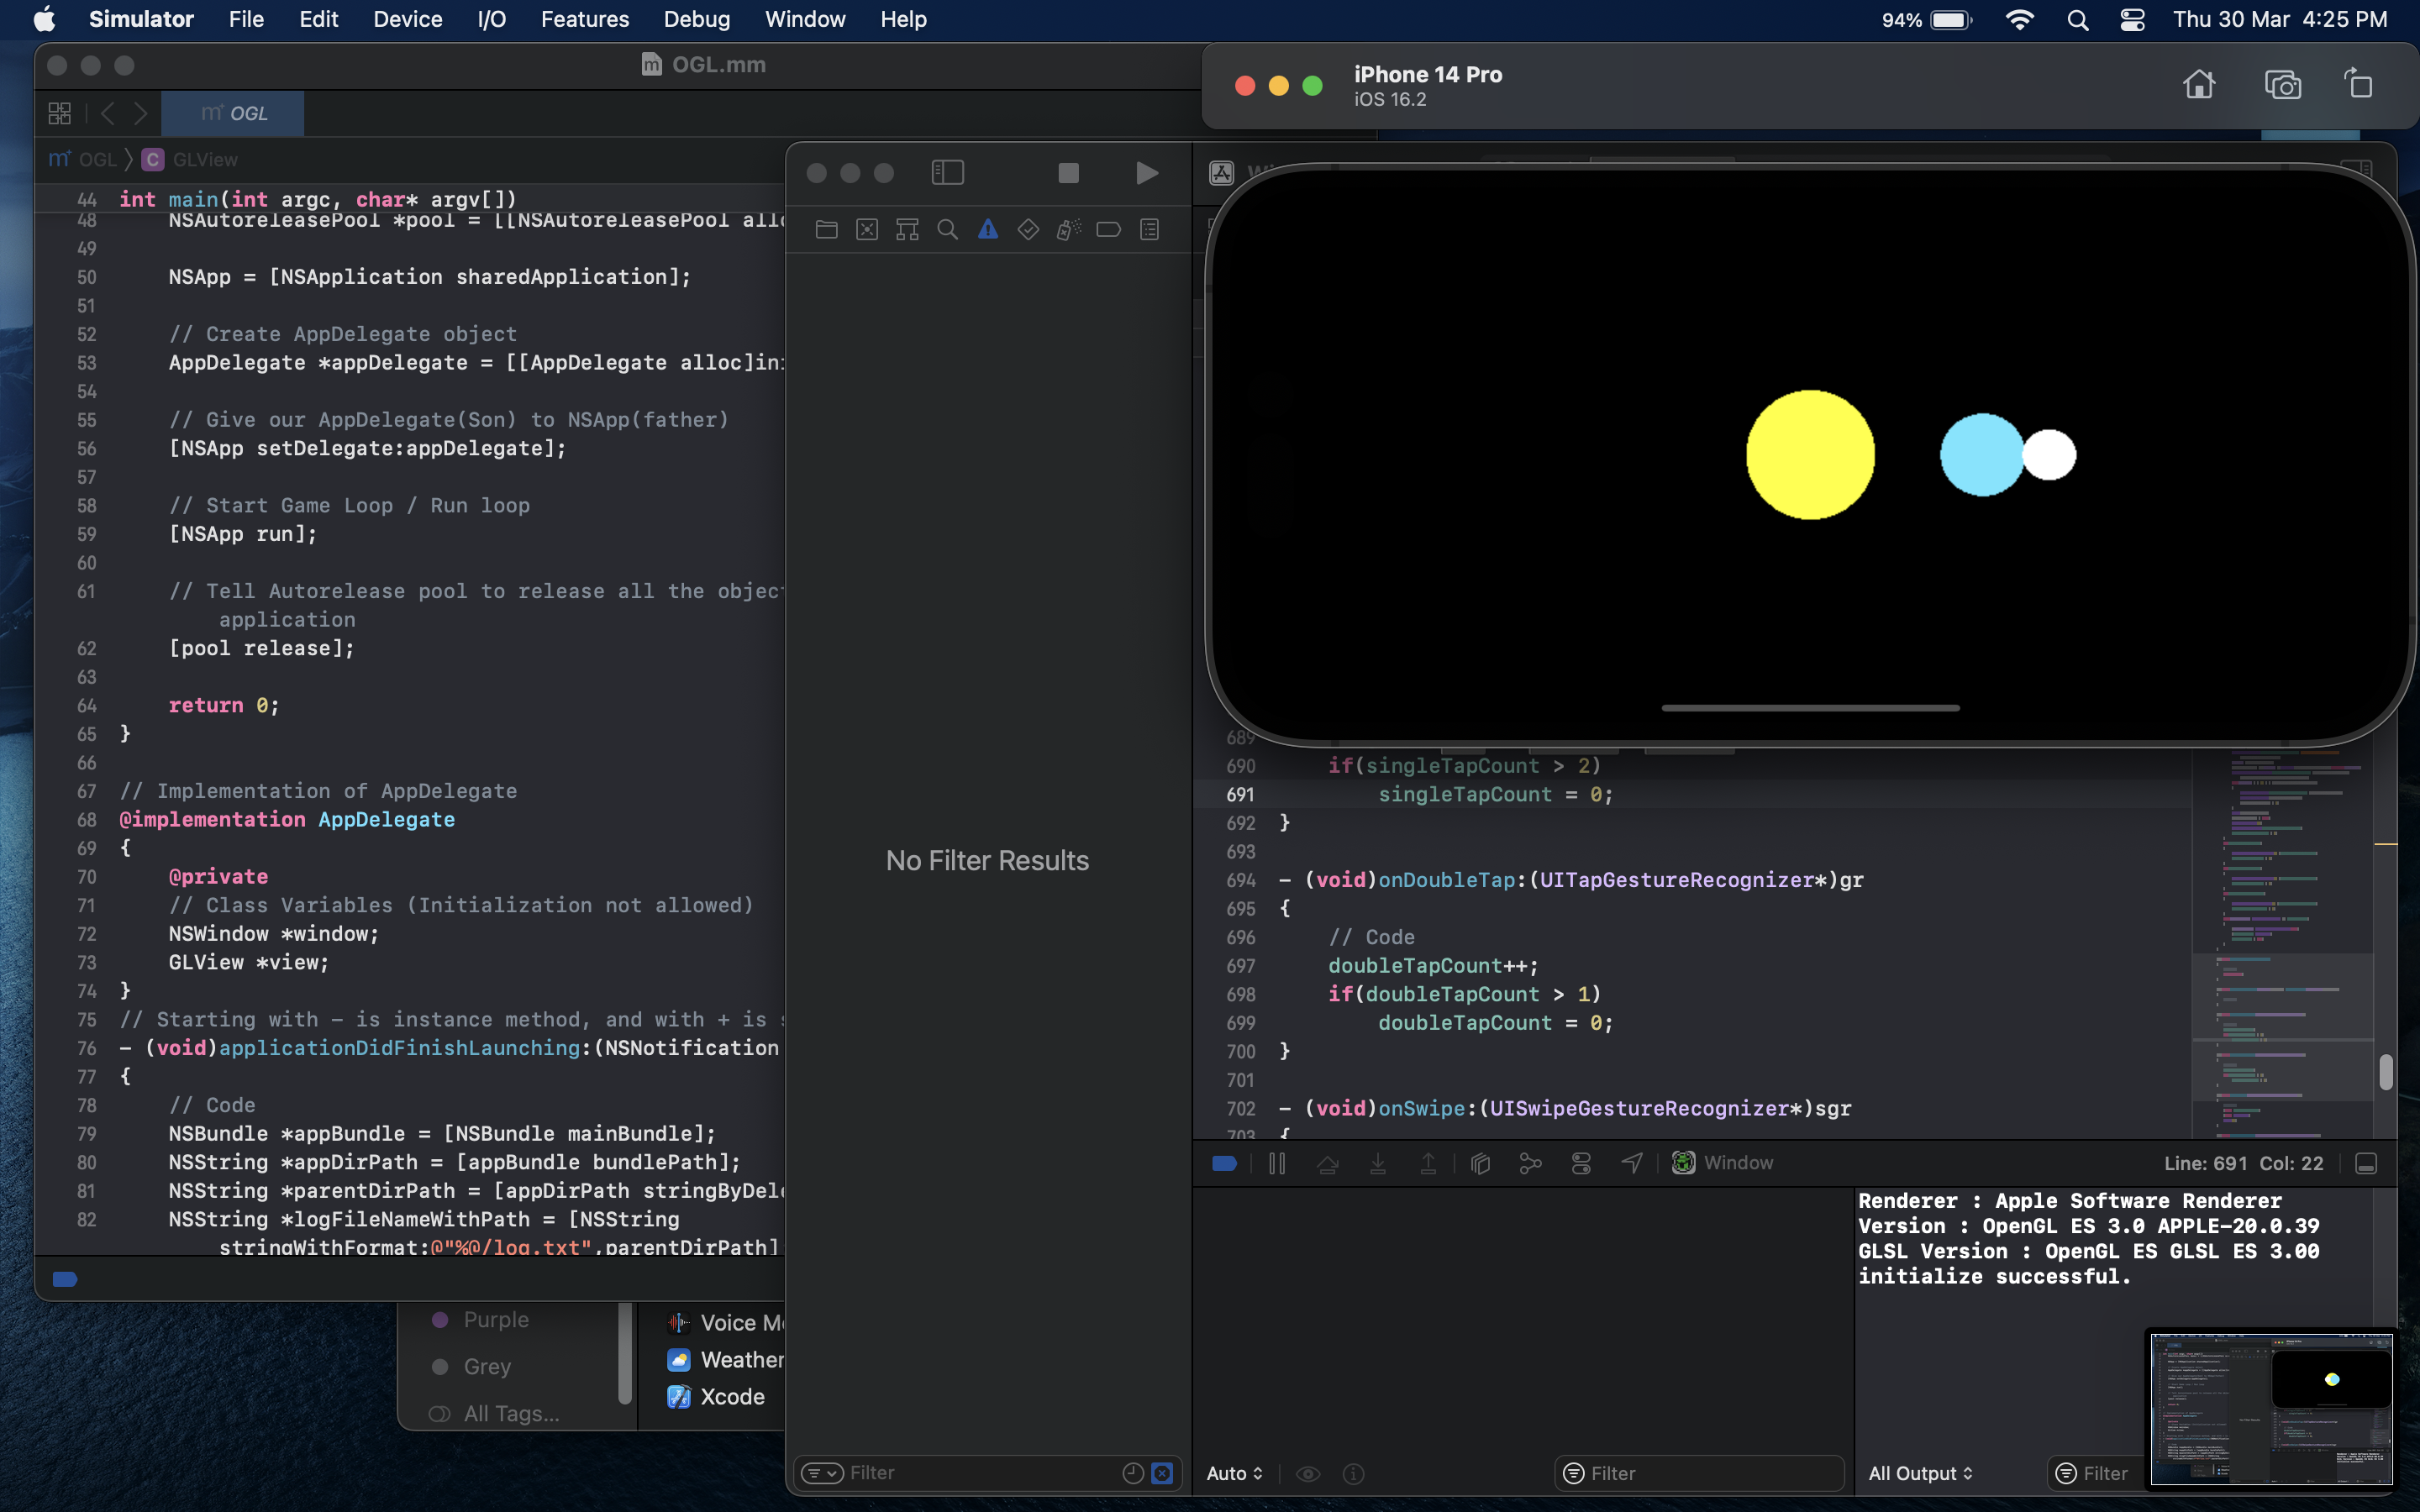 Simulator File Edit Device I/O Features Debug Window Help
94% Thu 30 Mar 4:25 PM
OGL.mm
OGL
OGL GLView
44 int main(int argc, char* argv[])
48 NSAutoreleasePool *pool = [[NSAutoreleasePool
49
50 NSApp = [NSApplication sharedApplication];
51
52 // Create AppDelegate object
53 AppDelegate *appDelegate = [[AppDelegate alloc]
54
55 // Give our AppDelegate(Son) to NSApp(father)
56 [NSApp setDelegate:appDelegate];
57
58 // Start Game Loop / Run loop
59 [NSApp run];
60
61 // Tell Autorelease pool to release all the
application
62 [pool release];
63
64 return 0;
65 }
66
67 // Implementation of AppDelegate
68 @implementation AppDelegate
69 {
70 @private
71 // Class Variables (Initialization not allowed)
72 NSWindow *window;
73 GLView *view;
74 }
75 // Starting with - is instance method, and with + is
76 - (void)applicationDidFinishLaunching:(NSNotification
77 {
78 // Code
79 NSBundle *appBundle = [NSBundle mainBundle];
80 NSString *appDirPath = [appBundle bundlePath];
81 NSString *parentDirPath = [appDirPath
82 NSString *logFileNameWithPath = [NSString
stringWithFormat:@"%@/log.txt",parentDirPath]
Purple
Grey
All Tags...
Voice
Weather
Xcode
No Filter Results
Filter
iPhone 14 Pro
iOS 16.2
689
690 if(singleTapCount > 2)
691 singleTapCount = 0;
692 }
693
694 - (void)onDoubleTap:(UITapGestureRecognizer*)gr
695 {
696 // Code
697 doubleTapCount++;
698 if(doubleTapCount > 1)
699 doubleTapCount = 0;
700 }
701
702 - (void)onSwipe:(UISwipeGestureRecognizer*)sgr
703 {
Window Line: 691 Col: 22
Renderer : Apple Software Renderer
Version : OpenGL ES 3.0 APPLE-20.0.39
GLSL Version : OpenGL ES GLSL ES 3.00
initialize successful.
Auto Filter All Output Filter